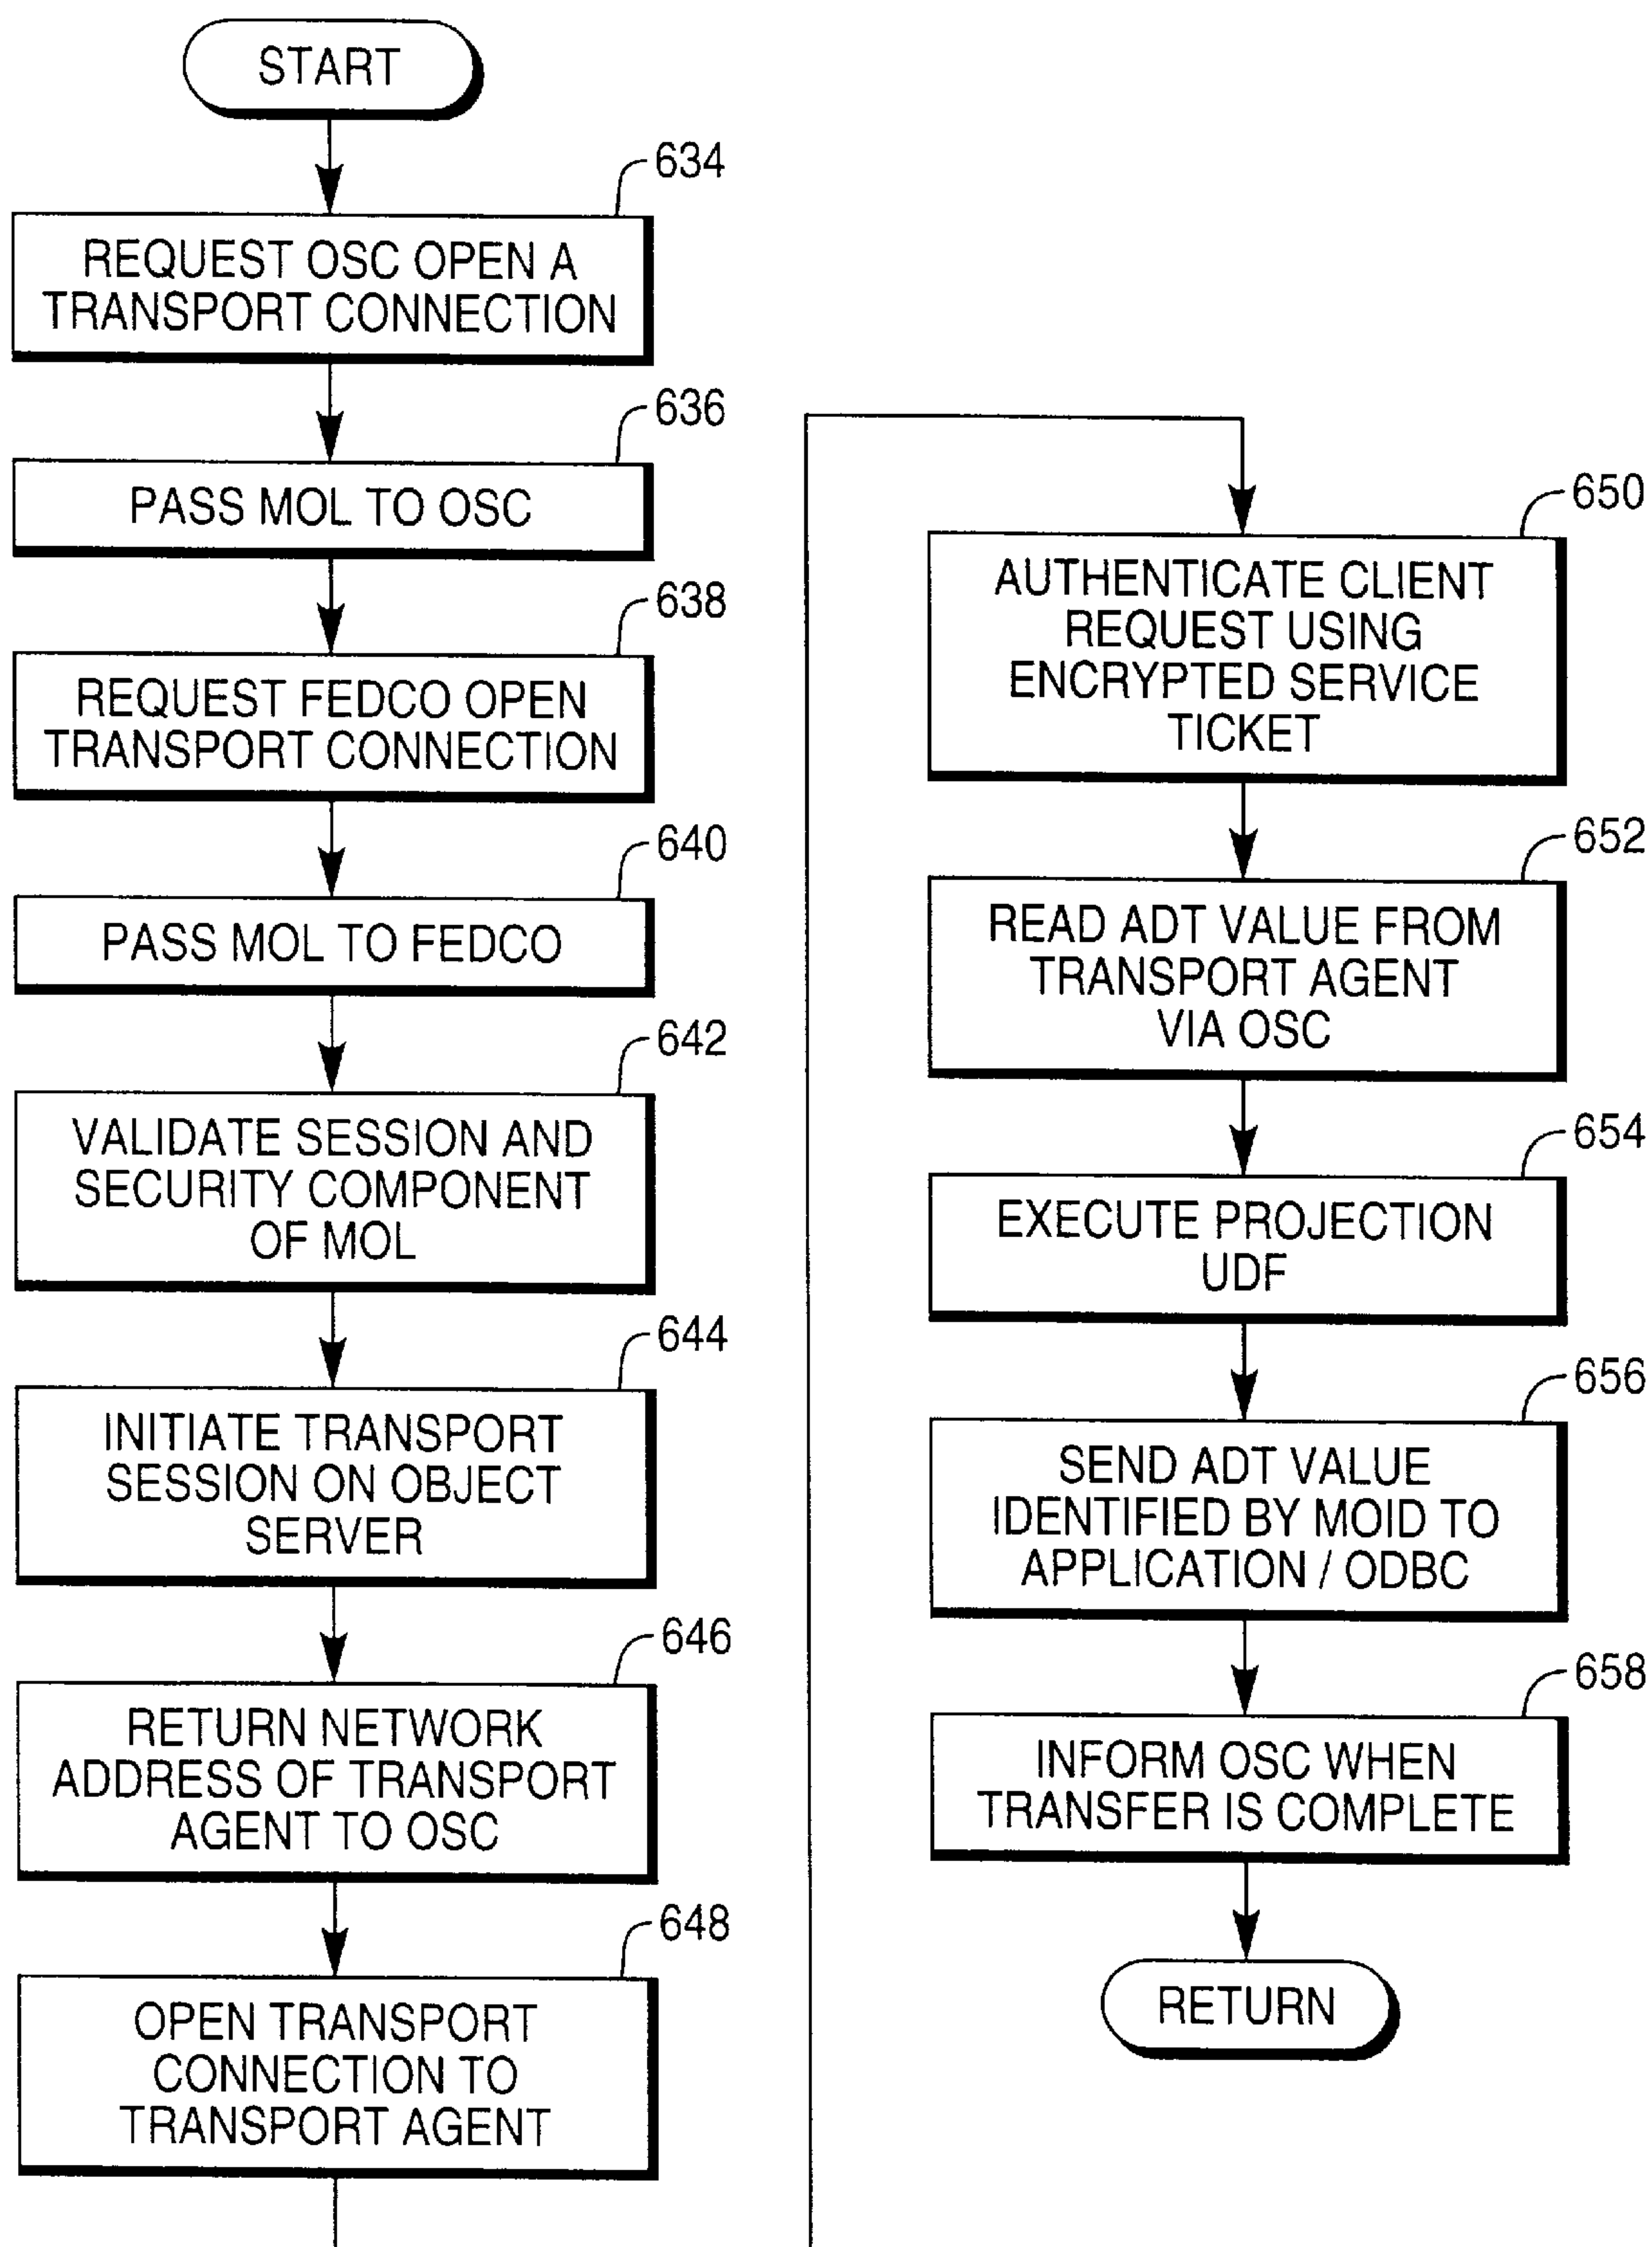 START
634
REQUEST OSC OPEN A
TRANSPORT CONNECTION
636
PASS MOL TO OSC
638
REQUEST FEDCO OPEN
TRANSPORT CONNECTION
640
PASS MOL TO FEDCO
642
VALIDATE SESSION AND
SECURITY COMPONENT
OF MOL
644
INITIATE TRANSPORT
SESSION ON OBJECT
SERVER
646
RETURN NETWORK
ADDRESS OF TRANSPORT
AGENT TO OSC
648
OPEN TRANSPORT
CONNECTION TO
TRANSPORT AGENT
650
AUTHENTICATE CLIENT
REQUEST USING
ENCRYPTED SERVICE
TICKET
652
READ ADT VALUE FROM
TRANSPORT AGENT
VIA OSC
654
EXECUTE PROJECTION
UDF
656
SEND ADT VALUE
IDENTIFIED BY MOID TO
APPLICATION / ODBC
658
INFORM OSC WHEN
TRANSFER IS COMPLETE
RETURN